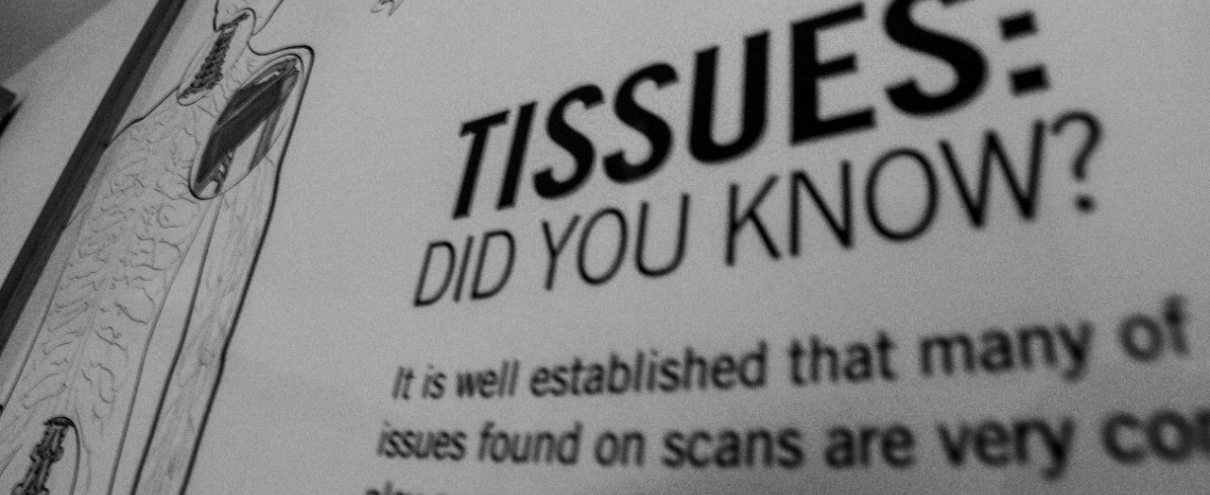 TISSUES:
DID YOU KNOW?
It is well established that many of
issues found on scans are very